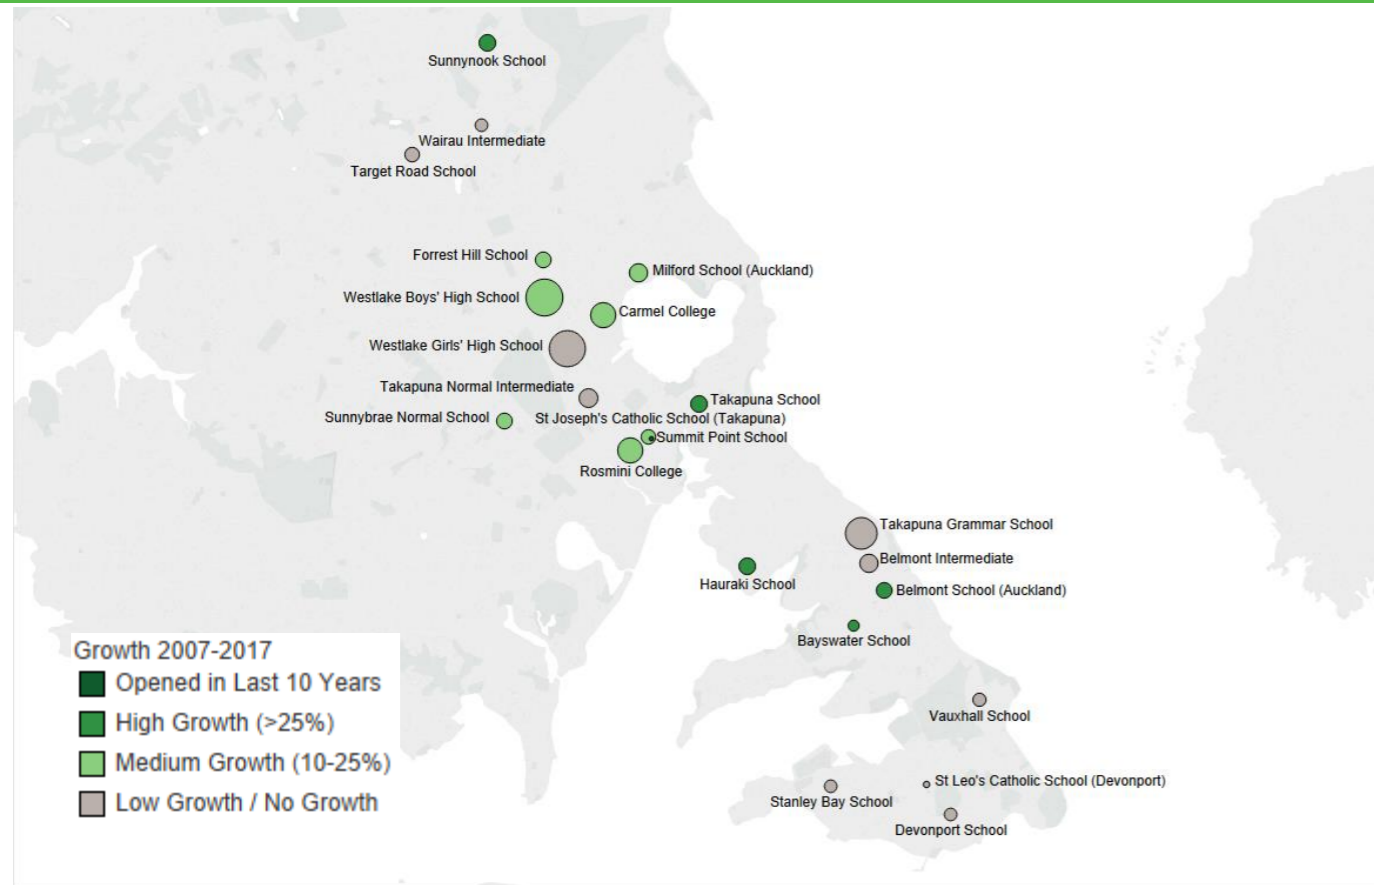 Sunnynook School
Wairau Intermediate
Target Road School
Forrest Hill School
Milford School (Auckland)
Westlake Boys' High School
Carmel College
Westlake Girls' High School
Takapuna Normal Intermediate
Takapuna School
Sunnybrae Normal School
St Joseph's Catholic School (Takapuna)
Summit Point School
Rosmini College
Takapuna Grammar School
Belmont Intermediate
Hauraki School
Belmont School (Auckland)
Bayswater School
Growth 2007-2017
Opened in Last 10 Years
High Growth (>25%)
Medium Growth (10-25%)
Low Growth / No Growth
Vauxhall School
St Leo's Catholic School (Devonport)
Stanley Bay School
Devonport School